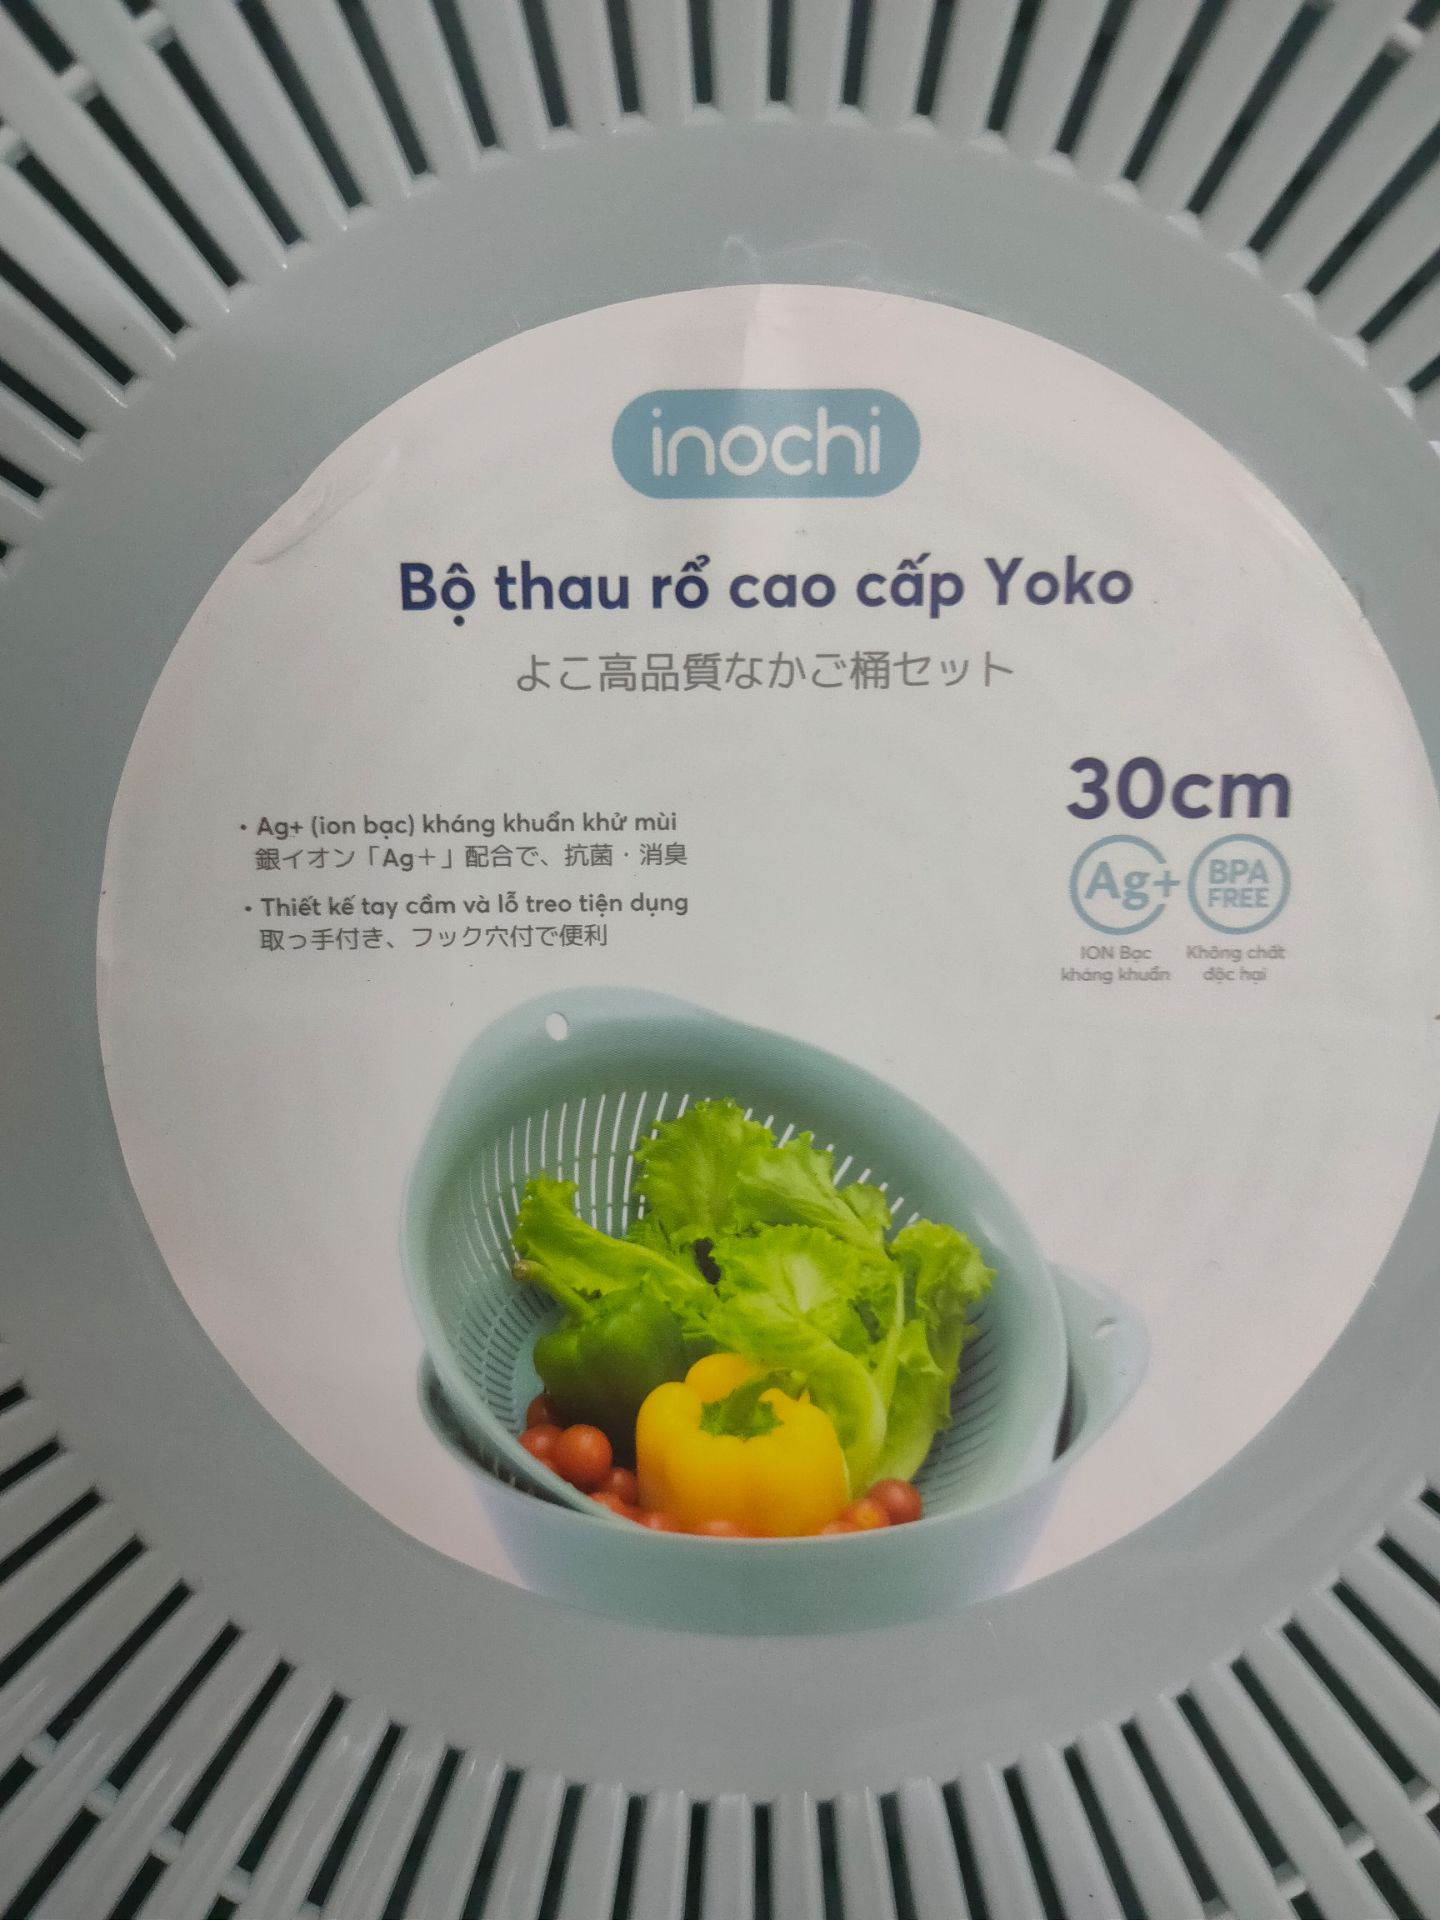 inochi
Bộ thau rổ cao cấp Yoko
よこ高品質なかご桶セット
30cm
• Ag+ (ion bạc) kháng khuẩn khử mùi
銀イオン「Ag＋」配合で、抗菌・消臭
• Thiết kế tay cầm và lỗ treo tiện dụng
取っ手付き、フック穴付で便利
Ag+
BPA
FREE
ION Bạc
kháng khuẩn
Không chất
độc hại